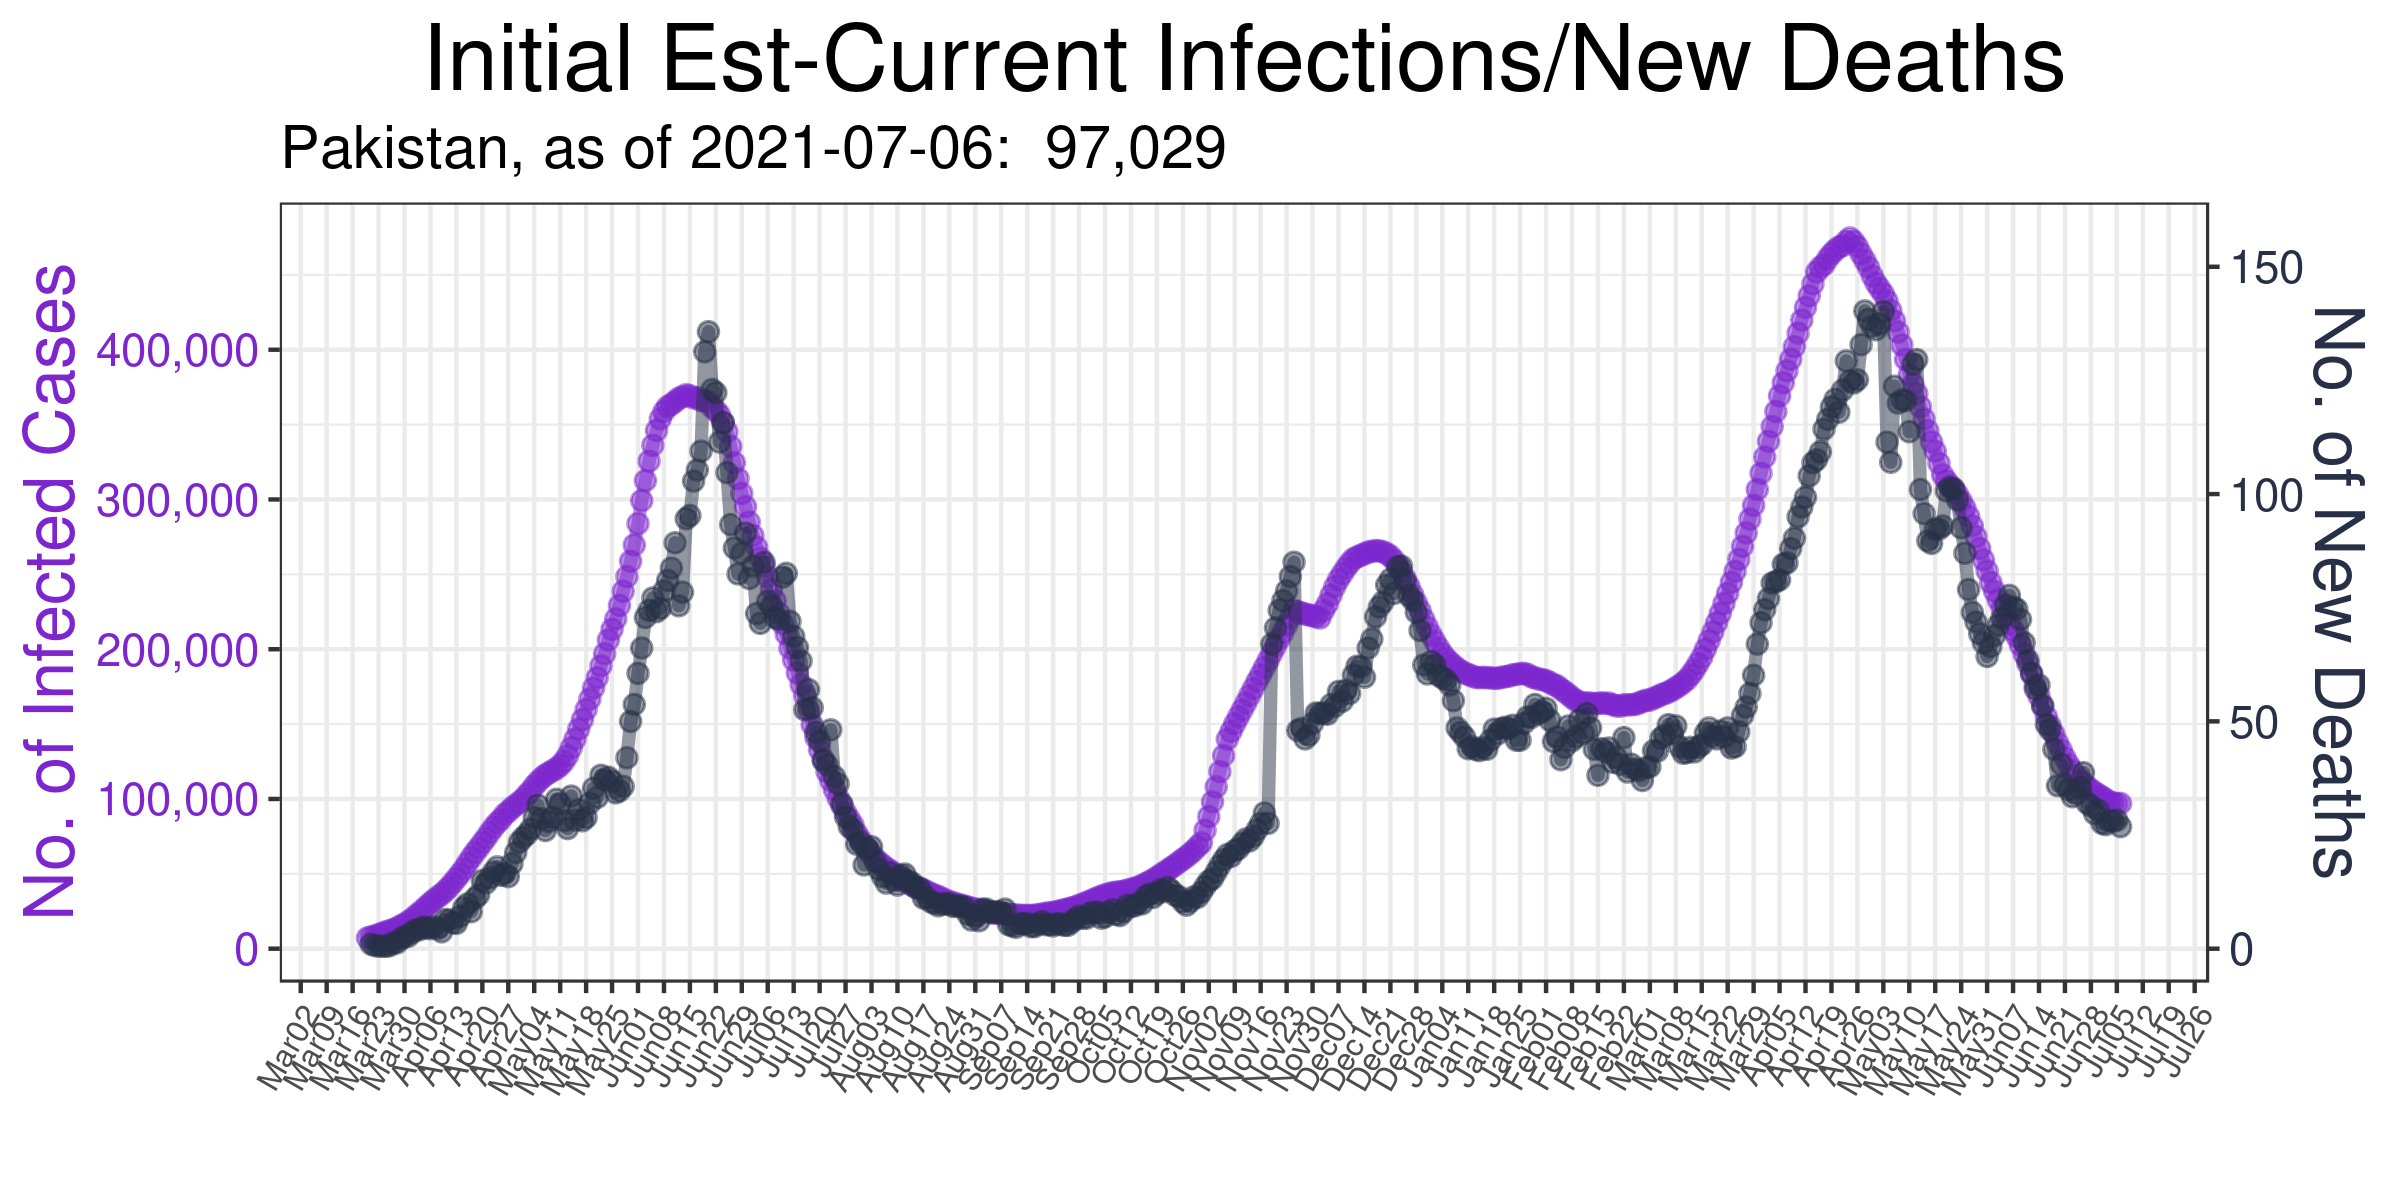 Initial Est-Current Infections/New Deaths
Pakistan, as of 2021-07-06:  97,029
No. of Infected Cases
400,000
300,000
200,000
100,000
0
150
100
50
0
No. of New Deaths
Mar02
Mar09
Mar16
Mar23
Mar30
Apr06
Apr13
Apr20
Apr27
May04
May11
May18
May25
Jun01
Jun08
Jun15
Jun22
Jun29
Jul06
Jul13
Jul20
Jul27
Aug03
Aug10
Aug17
Aug24
Aug31
Sep07
Sep14
Sep21
Sep28
Oct05
Oct12
Oct19
Oct26
Nov02
Nov09
Nov16
Nov23
Nov30
Dec07
Dec14
Dec21
Dec28
Jan04
Jan11
Jan18
Jan25
Feb01
Feb08
Feb15
Feb22
Mar01
Mar08
Mar15
Mar22
Mar29
Apr05
Apr12
Apr19
Apr26
May03
May10
May17
May24
May31
Jun07
Jun14
Jun21
Jun28
Jul05
Jul12
Jul19
Jul26